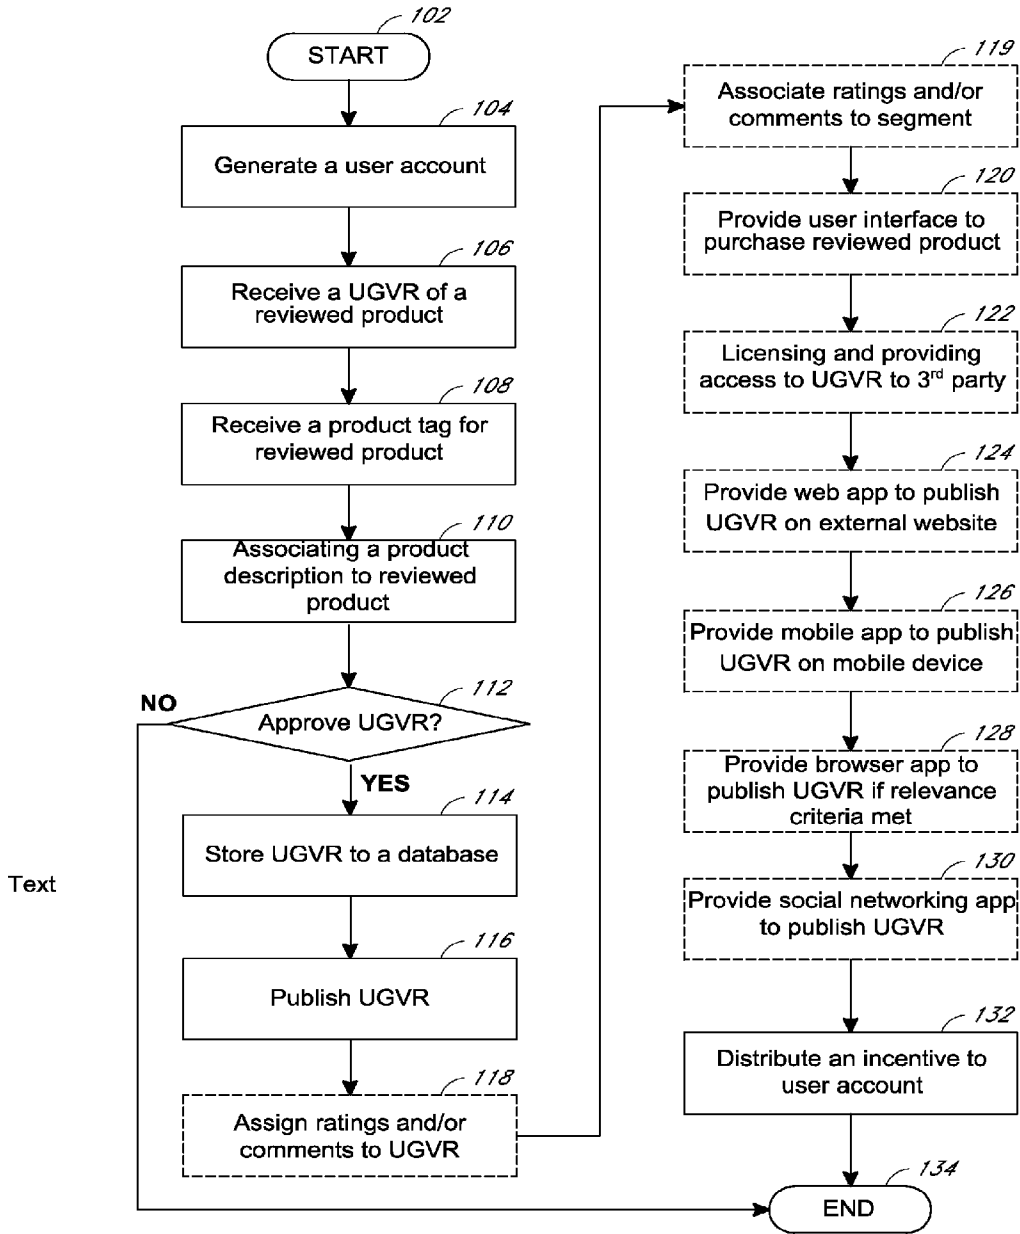 102
START
104
Generate a user account
106
Receive a UGVR of a
reviewed product
108
Receive a product tag for
reviewed product
110
Associating a product
description to reviewed
product
112
NO
Approve UGVR?
YES
114
Store UGVR to a database
Text
116
Publish UGVR
118
Assign ratings and/or
comments to UGVR
119
Associate ratings and/or
comments to segment
120
Provide user interface to
purchase reviewed product
122
Licensing and providing
access to UGVR to 3rd party
124
Provide web app to publish
UGVR on external website
126
Provide mobile app to publish
UGVR on mobile device
128
Provide browser app to
publish UGVR if relevance
criteria met
130
Provide social networking app
to publish UGVR
132
Distribute an incentive to
user account
134
END